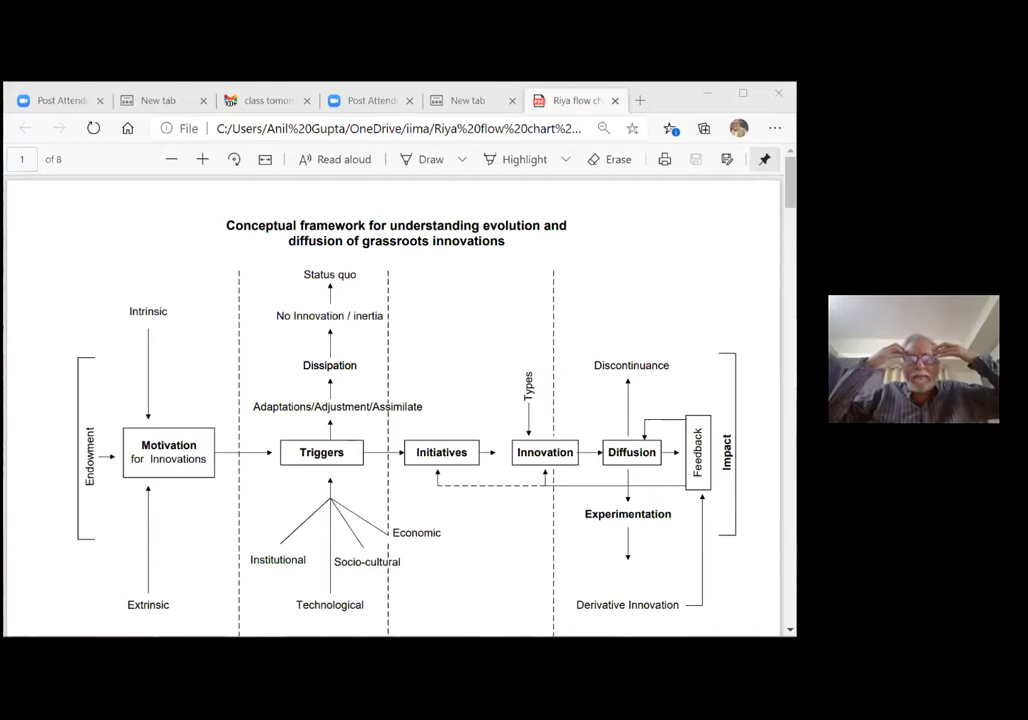 Post Attend
New tab
class tomor
Post Attende
New tab
Riya flow ch
File
C:/Users/Anil%20Gupta/OneDrive/iima/Riya%20flow%20chart%2...
1 of 8
Read aloud
Draw
Highlight
Erase
Conceptual framework for understanding evolution and
diffusion of grassroots innovations
Status quo
No Innovation / inertia
Intrinsic
Dissipation
Discontinuance
Types
Adaptations/Adjustment/Assimilate
Endowment
Motivation
for Innovations
Triggers
Initiatives
Innovation
Diffusion
Feedback
Impact
Experimentation
Economic
Institutional
Socio-cultural
Extrinsic
Technological
Derivative Innovation